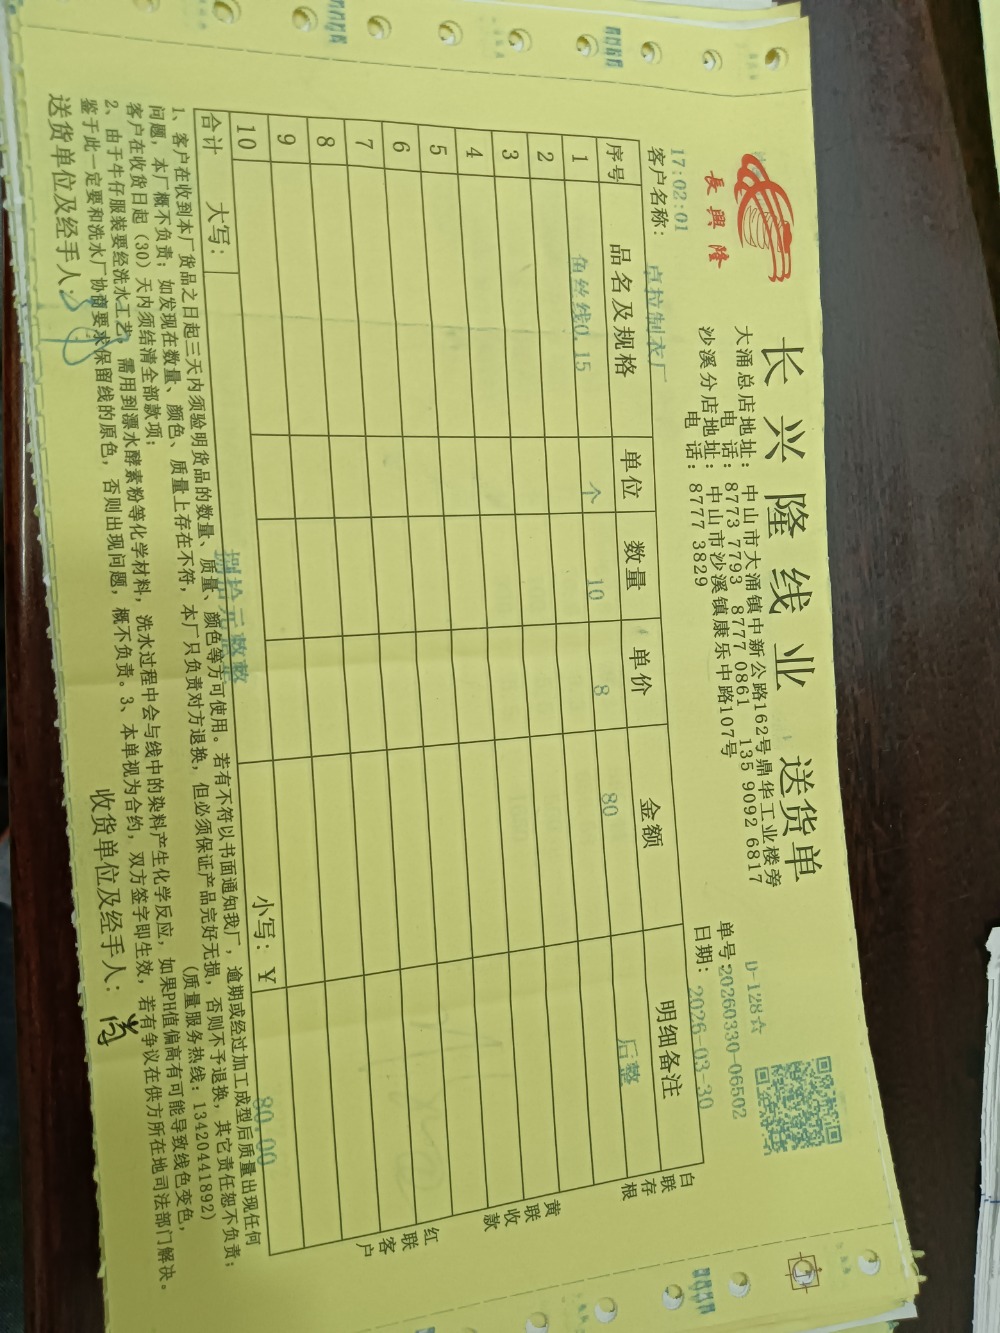 長興隆
长兴隆线业 送货单
大涌总店地址：中山市大涌镇中新公路162号鼎华工业楼旁
电 话：8773 7793 8777 0861 135 9092 6817
沙溪分店地址：中山市沙溪镇康乐中路107号
电 话：8777 3829
D-128☆
单号:20260330-06502
日期：2026-03-30
17:02:01
客户名称：卓拉制衣厂
序号 品名及规格 单位 数量 单价 金额 明细备注
1 鱼丝线0.15 个 10 8 80 后整
2
3
4
5
6
7
8
9
10
合计 大写：捌拾元整 小写：￥ 80.00
白联存根
黄联收款
红联客户
1、客户在收到本厂货品之日起三天内须验明货品的数量、质量、颜色等方可使用。若有不符以书面通知我厂，逾期或经过加工成型后质量出现任何
问题，本厂概不负责；如发现在数量、颜色、质量上存在不符，本厂只负责对方退换，但必须保证产品完好无损，否则不予退换，其它责任恕不负责；
客户在收货日起（30）天内须结清全部款项； (质量服务热线：13420441892)
2、由于牛仔服装要经洗水工艺，需用到漂水酵素粉等化学材料，洗水过程中会与线中的染料产生化学反应，如果PH值偏高有可能导致线色变色，
鉴于此一定要和洗水厂协商要求保留线的原色，否则出现问题，概不负责。3、本单视为合约，双方签字即生效，若有争议在供方所在地司法部门解决。
送货单位及经手人： 收货单位及经手人：尚